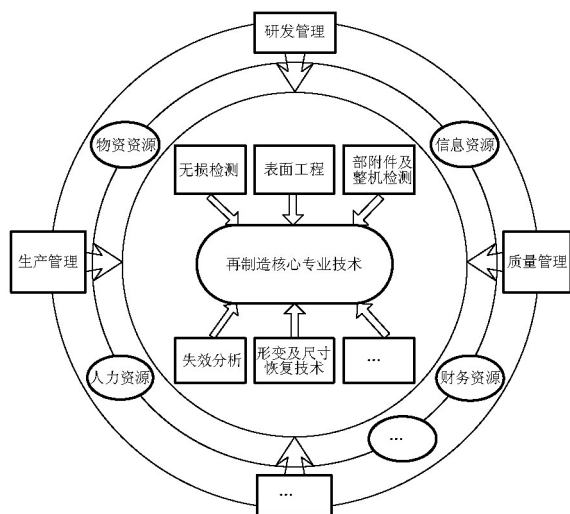 研发管理
物资资源
信息资源
无损检测
表面工程
部附件及
整机检测
生产管理
再制造核心专业技术
质量管理
失效分析
形变及尺寸
恢复技术
…
人力资源
财务资源
…
…